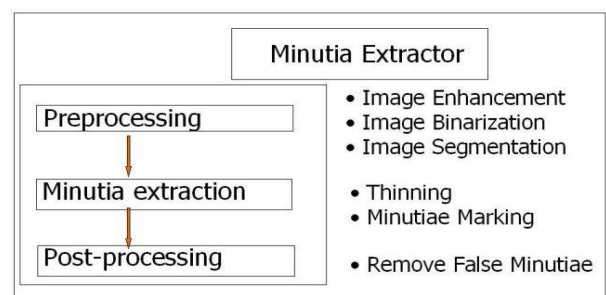 Minutia Extractor
Preprocessing
Minutia extraction
Post-processing
• Image Enhancement
• Image Binarization
• Image Segmentation
• Thinning
• Minutiae Marking
• Remove False Minutiae